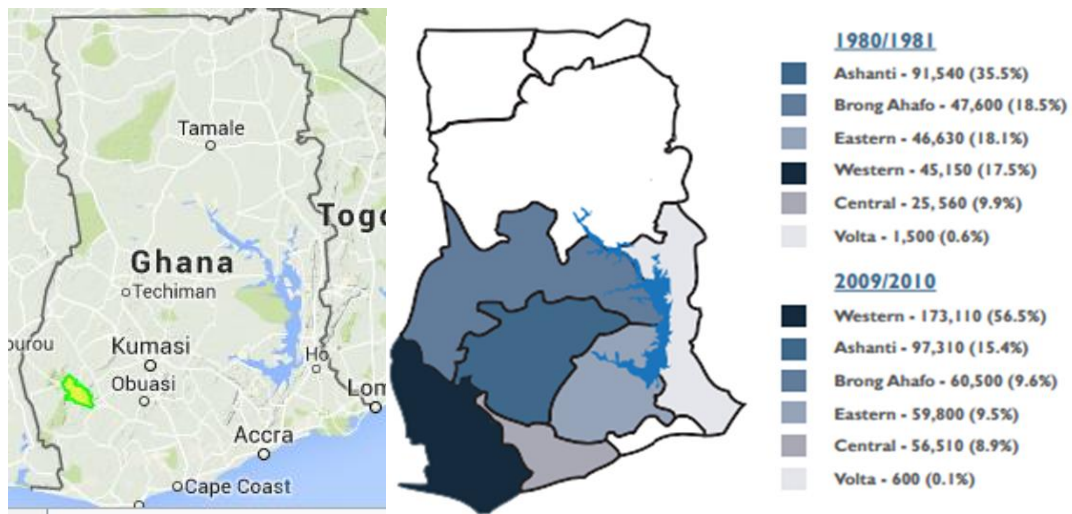 Tamale
Togo
Ghana
Techiman
ourou
Kumasi
Ho
Obuasi
Lom
Accra
Cape Coast
1980/1981
Ashanti - 91,540 (35.5%)
Brong Ahafo - 47,600 (18.5%)
Eastern - 46,630 (18.1%)
Western - 45,150 (17.5%)
Central - 25, 560 (9.9%)
Volta - 1,500 (0.6%)
2009/2010
Western - 173,110 (56.5%)
Ashanti - 97,310 (15.4%)
Brong Ahafo - 60,500 (9.6%)
Eastern - 59,800 (9.5%)
Central - 56,510 (8.9%)
Volta - 600 (0.1%)